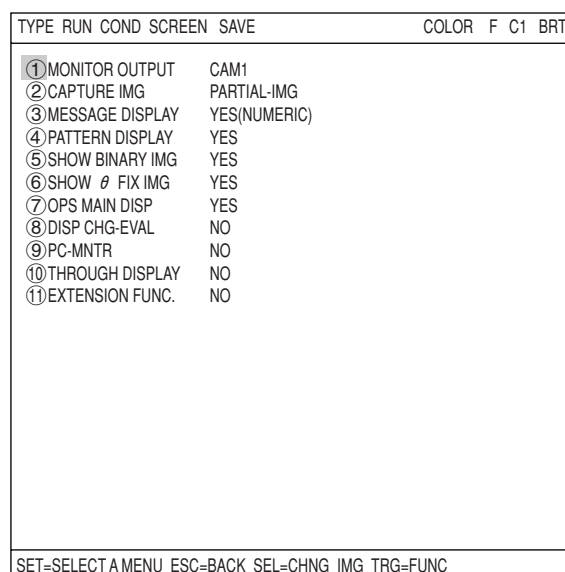 TYPE RUN COND SCREEN SAVE COLOR F C1 BRT
①MONITOR OUTPUT CAM1
②CAPTURE IMG PARTIAL-IMG
③MESSAGE DISPLAY YES(NUMERIC)
④PATTERN DISPLAY YES
⑤SHOW BINARY IMG YES
⑥SHOW θ FIX IMG YES
⑦OPS MAIN DISP YES
⑧DISP CHG-EVAL NO
⑨PC-MNTR NO
⑩THROUGH DISPLAY NO
⑪EXTENSION FUNC. NO
SET=SELECT A MENU ESC=BACK SEL=CHNG IMG TRG=FUNC